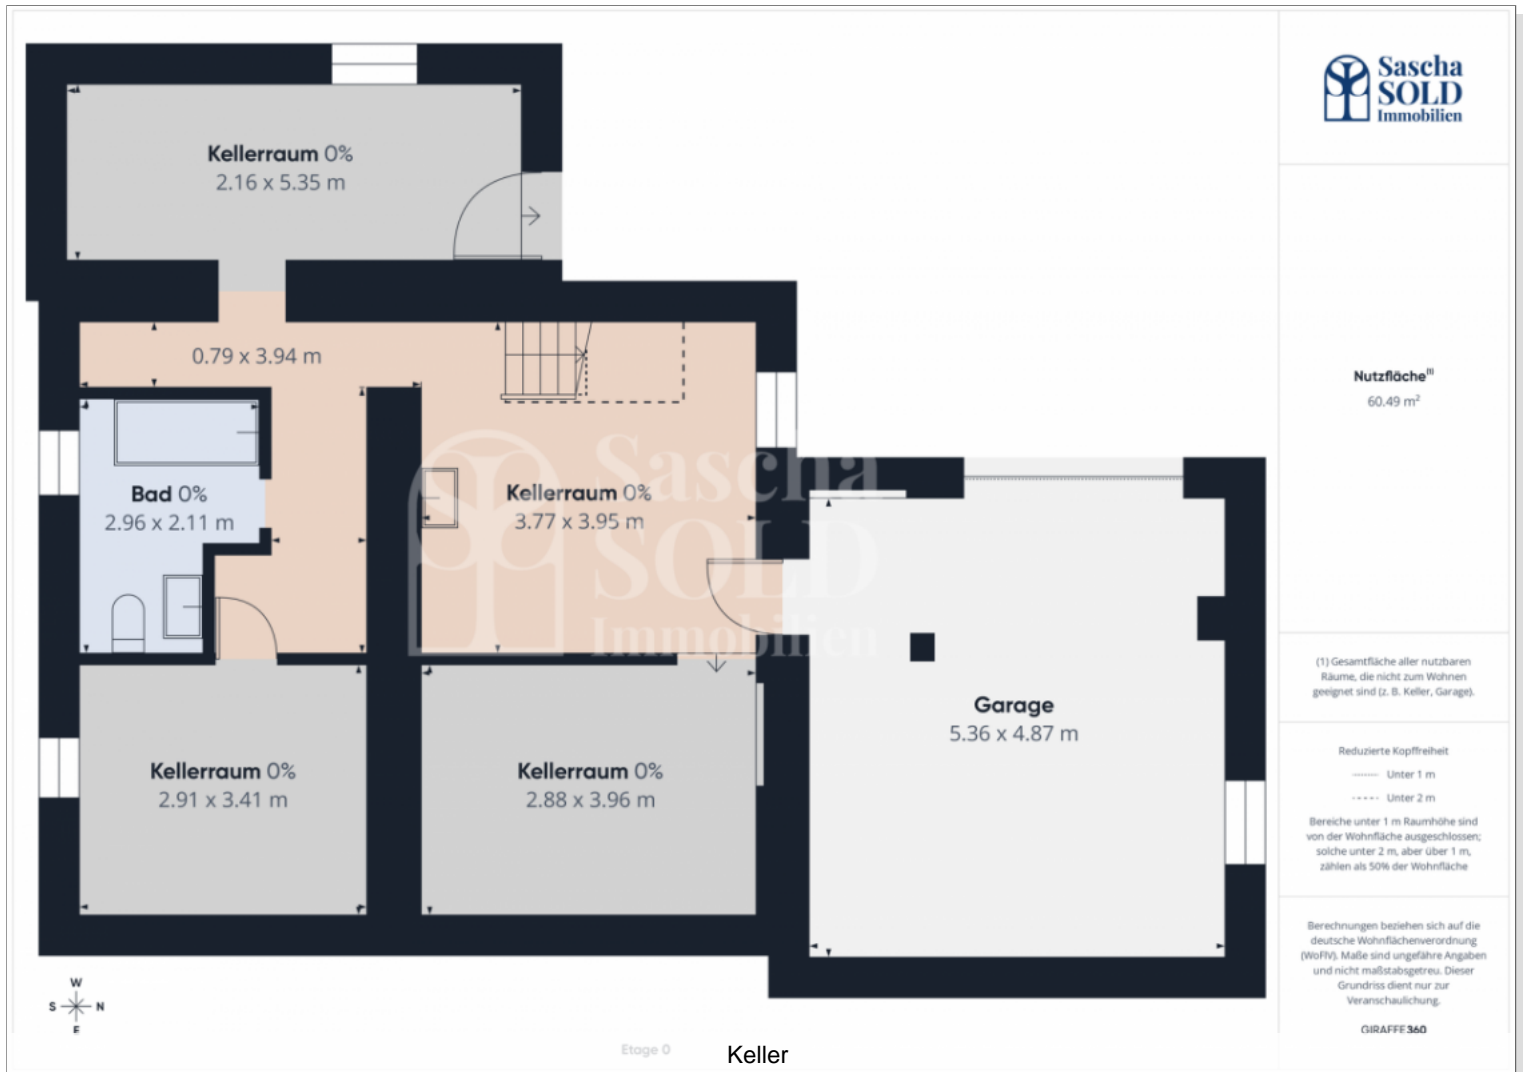 Sascha
SOLD
Immobilien
Kellerraum 0%
2.16 x 5.35 m
0.79 x 3.94 m
Bad 0%
2.96 x 2.11 m
Kellerraum 0%
3.77 x 3.95 m
Sascha
SOLD
Immobilien
Garage
5.36 x 4.87 m
Kellerraum 0%
2.91 x 3.41 m
Kellerraum 0%
2.88 x 3.96 m
Nutzfläche(1)
60.49 m²
(1) Gesamtfläche aller nutzbaren
Räume, die nicht zum Wohnen
geeignet sind (z. B. Keller, Garage).
Reduzierte Kopffreiheit
Unter 1 m
Unter 2 m
Bereiche unter 1 m Raumhöhe sind
von der Wohnfläche ausgeschlossen;
solche unter 2 m, aber über 1 m,
zählen als 50% der Wohnfläche
Berechnungen beziehen sich auf die
deutsche Wohnflächenverordnung
(WoFlV). Maße sind ungefähre Angaben
und nicht maßstabsgetreu. Dieser
Grundriss dient nur zur
Veranschaulichung.
GIRAFFE360
W
S N
E
Etage 0
Keller